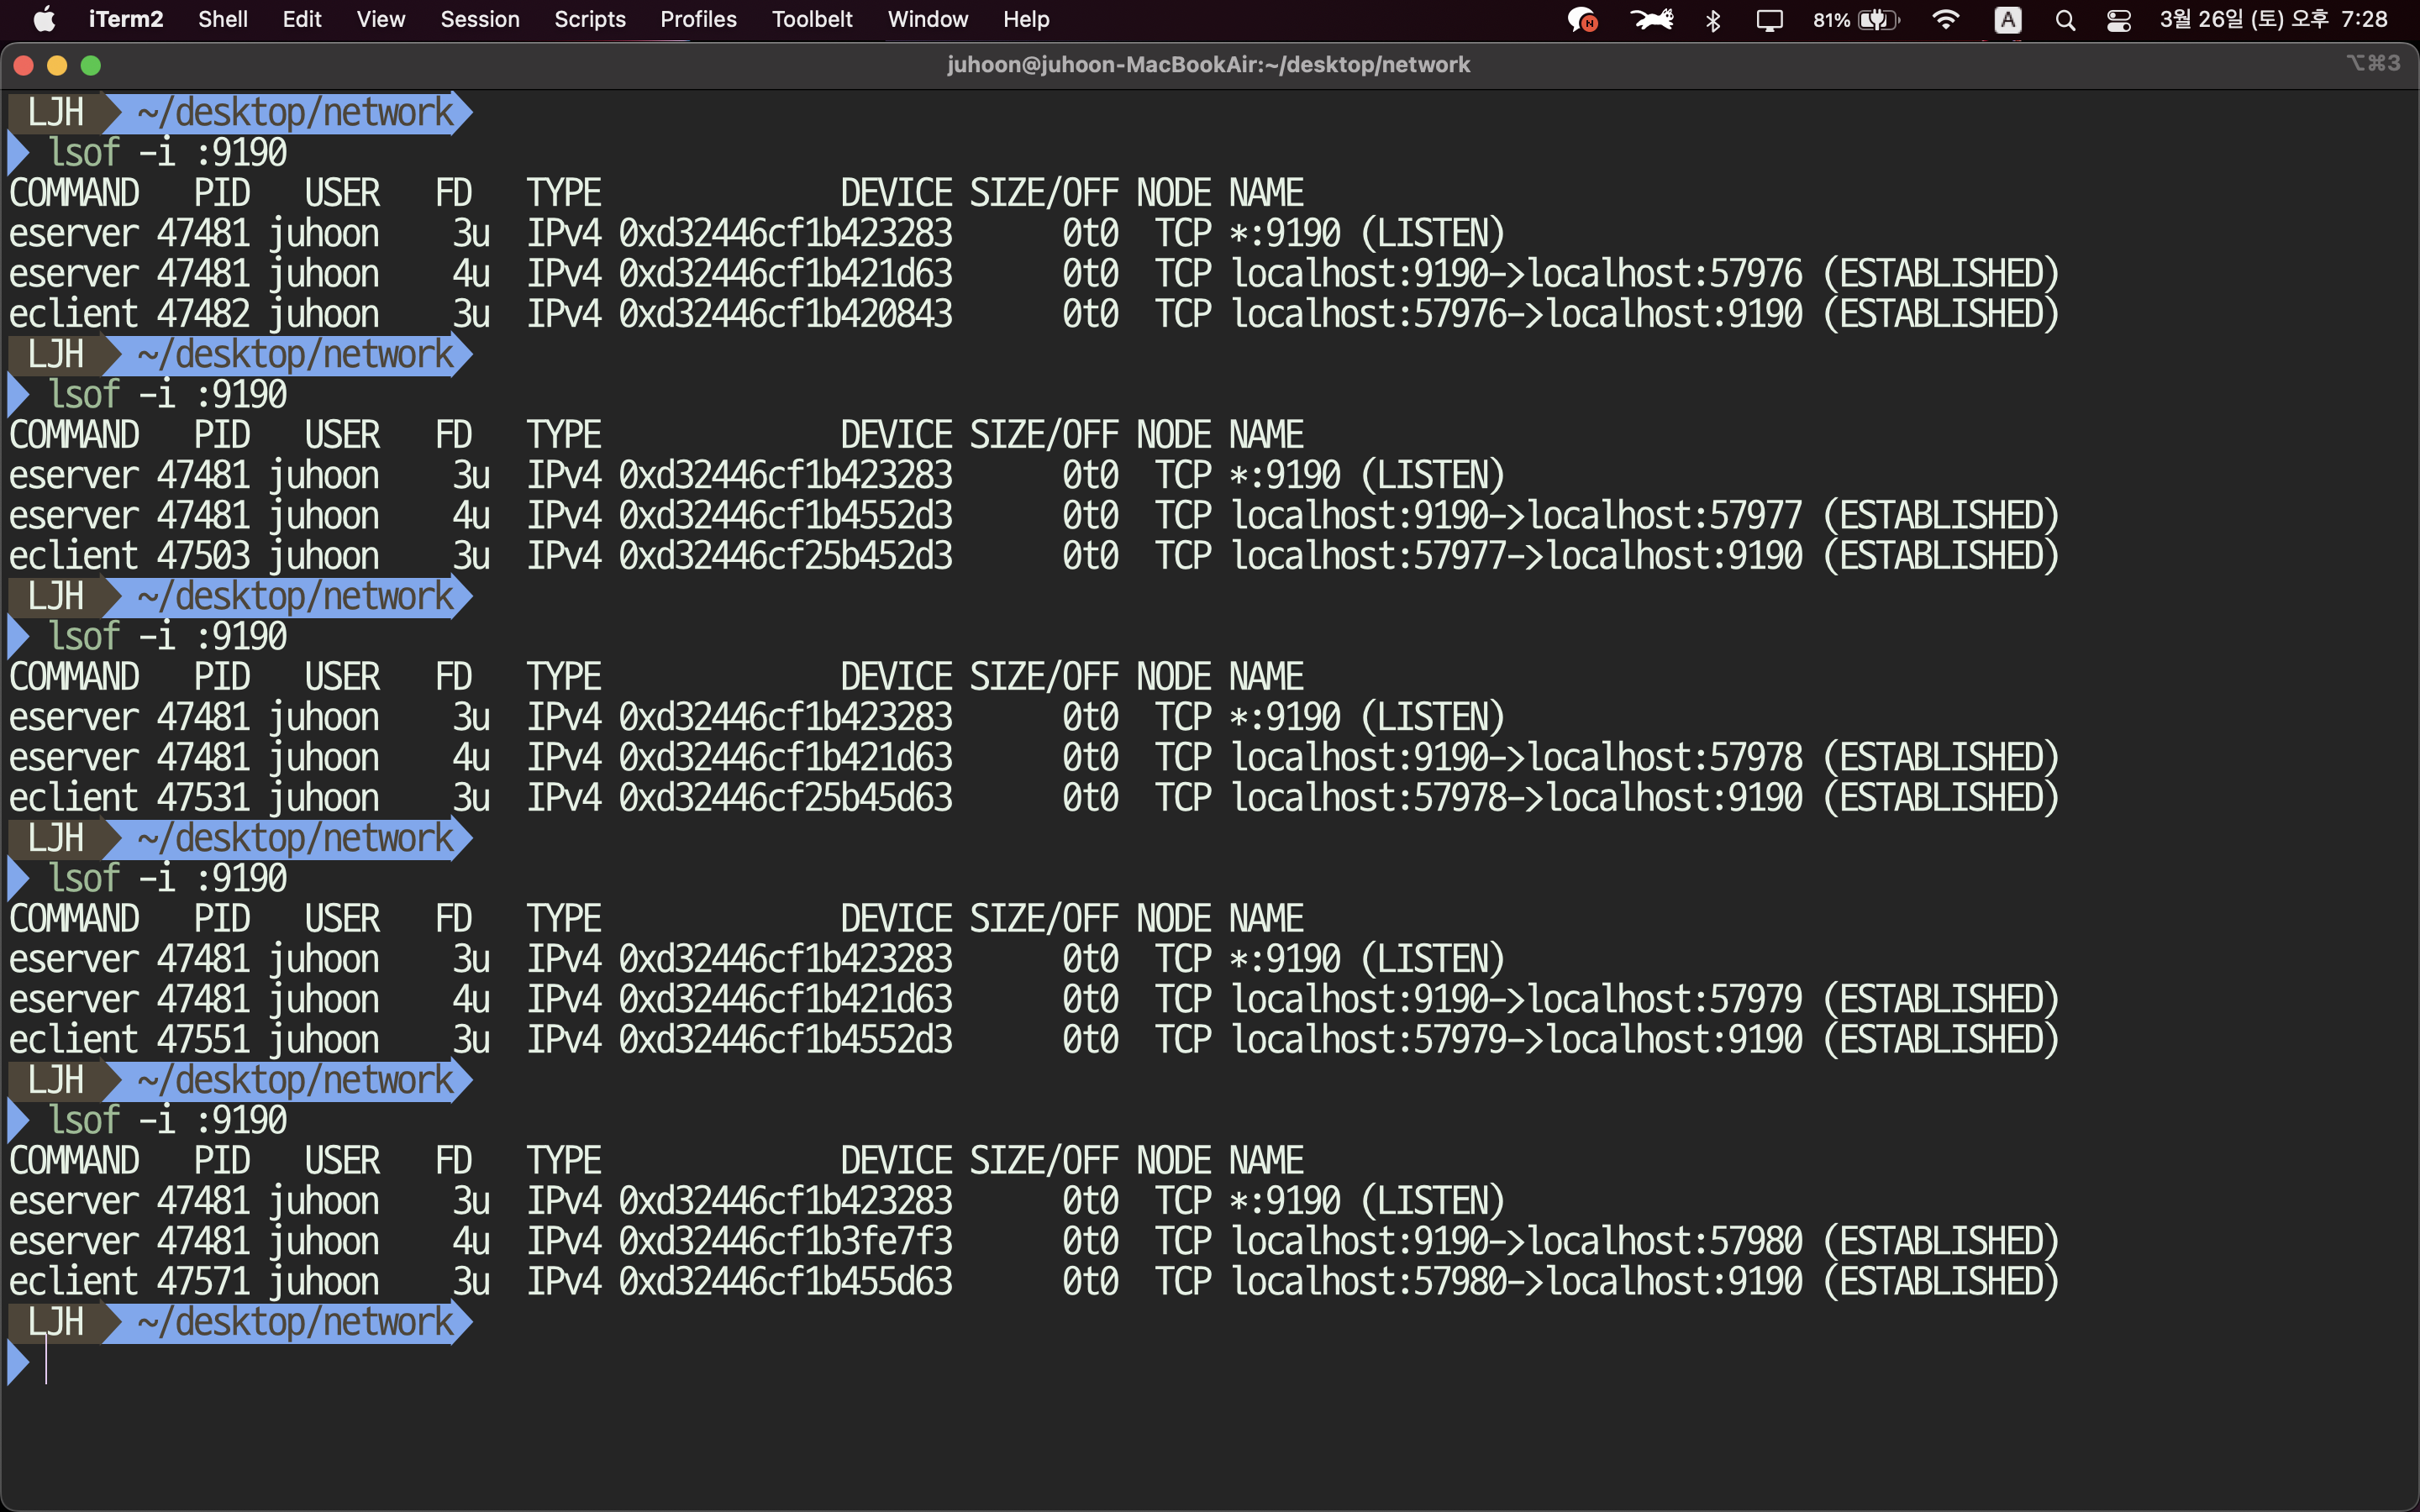 iTerm2 Shell Edit View Session Scripts Profiles Toolbelt Window Help N 81% A 3월 26일 (토) 오후 7:28
juhoon@juhoon-MacBookAir:~/desktop/network ⌥⌘3
LJH ~/desktop/network
lsof -i :9190
COMMAND PID USER FD TYPE DEVICE SIZE/OFF NODE NAME
eserver 47481 juhoon 3u IPv4 0xd32446cf1b423283 0t0 TCP *:9190 (LISTEN)
eserver 47481 juhoon 4u IPv4 0xd32446cf1b421d63 0t0 TCP localhost:9190->localhost:57976 (ESTABLISHED)
eclient 47482 juhoon 3u IPv4 0xd32446cf1b420843 0t0 TCP localhost:57976->localhost:9190 (ESTABLISHED)
LJH ~/desktop/network
lsof -i :9190
COMMAND PID USER FD TYPE DEVICE SIZE/OFF NODE NAME
eserver 47481 juhoon 3u IPv4 0xd32446cf1b423283 0t0 TCP *:9190 (LISTEN)
eserver 47481 juhoon 4u IPv4 0xd32446cf1b4552d3 0t0 TCP localhost:9190->localhost:57977 (ESTABLISHED)
eclient 47503 juhoon 3u IPv4 0xd32446cf25b452d3 0t0 TCP localhost:57977->localhost:9190 (ESTABLISHED)
LJH ~/desktop/network
lsof -i :9190
COMMAND PID USER FD TYPE DEVICE SIZE/OFF NODE NAME
eserver 47481 juhoon 3u IPv4 0xd32446cf1b423283 0t0 TCP *:9190 (LISTEN)
eserver 47481 juhoon 4u IPv4 0xd32446cf1b421d63 0t0 TCP localhost:9190->localhost:57978 (ESTABLISHED)
eclient 47531 juhoon 3u IPv4 0xd32446cf25b45d63 0t0 TCP localhost:57978->localhost:9190 (ESTABLISHED)
LJH ~/desktop/network
lsof -i :9190
COMMAND PID USER FD TYPE DEVICE SIZE/OFF NODE NAME
eserver 47481 juhoon 3u IPv4 0xd32446cf1b423283 0t0 TCP *:9190 (LISTEN)
eserver 47481 juhoon 4u IPv4 0xd32446cf1b421d63 0t0 TCP localhost:9190->localhost:57979 (ESTABLISHED)
eclient 47551 juhoon 3u IPv4 0xd32446cf1b4552d3 0t0 TCP localhost:57979->localhost:9190 (ESTABLISHED)
LJH ~/desktop/network
lsof -i :9190
COMMAND PID USER FD TYPE DEVICE SIZE/OFF NODE NAME
eserver 47481 juhoon 3u IPv4 0xd32446cf1b423283 0t0 TCP *:9190 (LISTEN)
eserver 47481 juhoon 4u IPv4 0xd32446cf1b3fe7f3 0t0 TCP localhost:9190->localhost:57980 (ESTABLISHED)
eclient 47571 juhoon 3u IPv4 0xd32446cf1b455d63 0t0 TCP localhost:57980->localhost:9190 (ESTABLISHED)
LJH ~/desktop/network